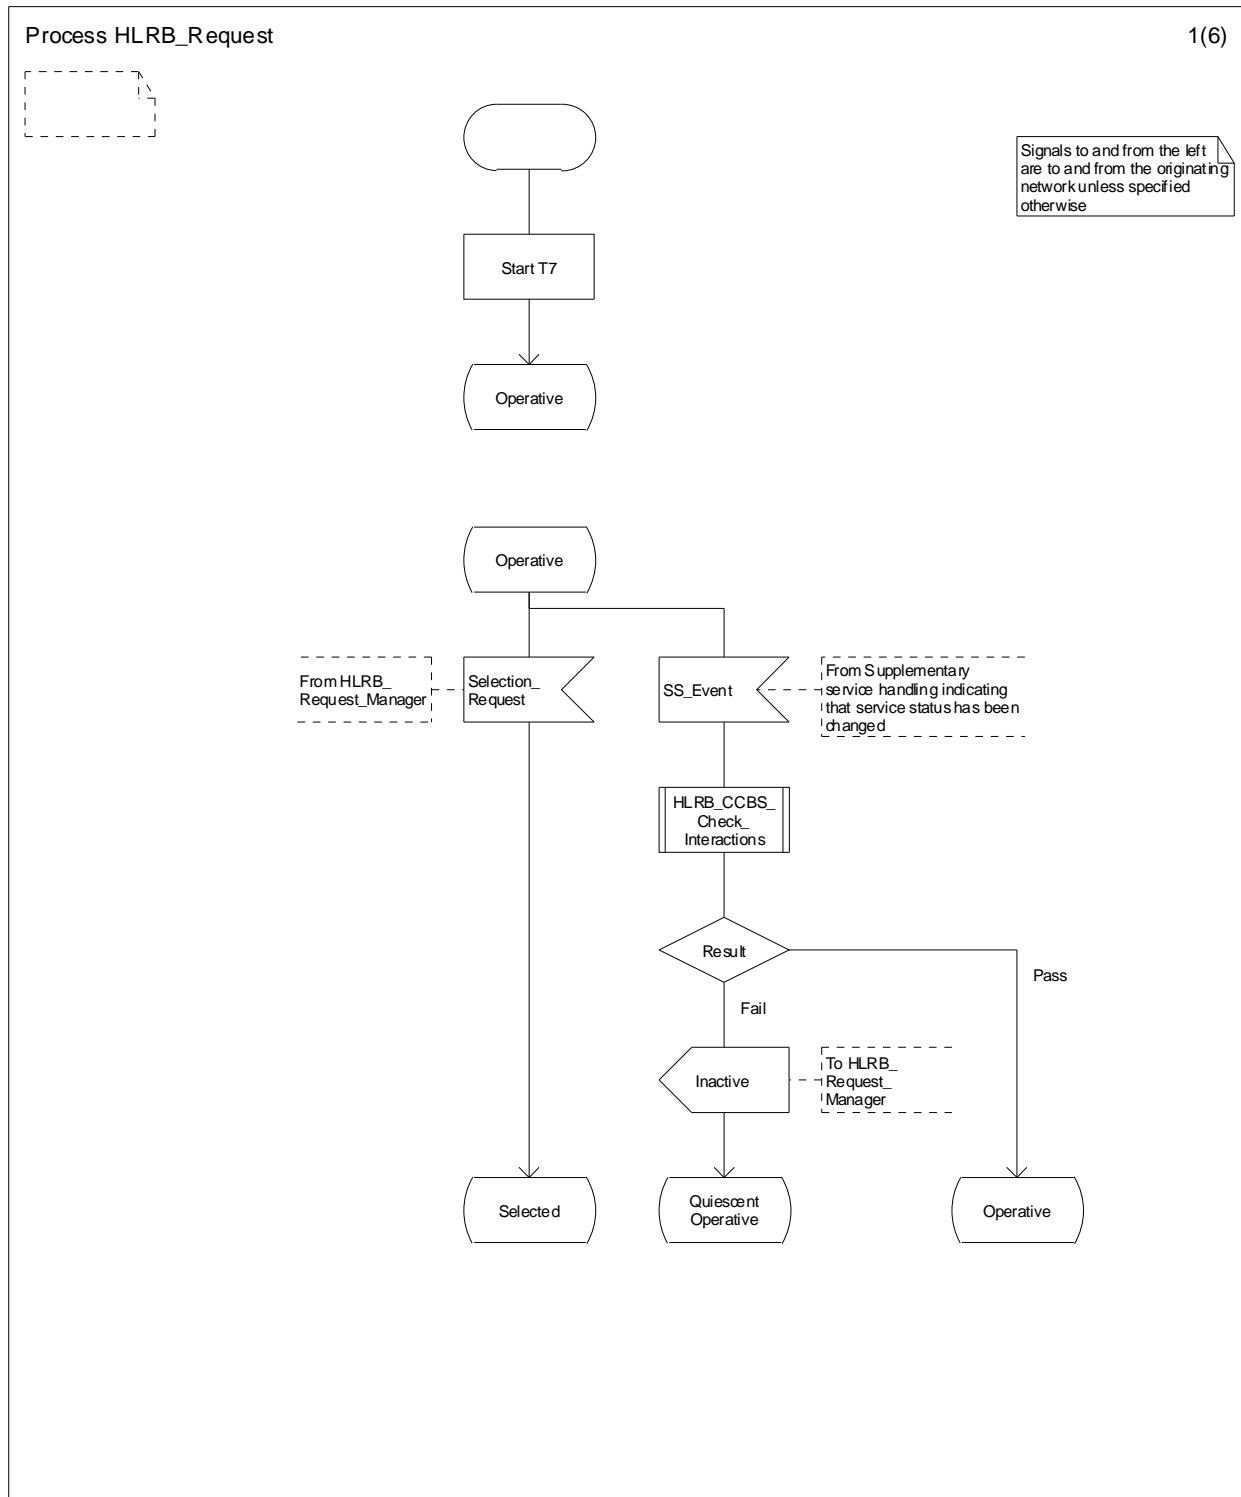 Process HLRB_Request
1(6)
Signals to and from the left
are to and from the originating
network unless specified
otherwise
Start T7
Operative
Operative
From HLRB_
Request_Manager
Selection_
Request
SS_Event
From Supplementary
service handling indicating
that service status has been
changed
HLRB_CCBS_
Check_
Interactions
Result
Pass
Fail
Inactive
To HLRB_
Request_
Manager
Selected
Quiescent
Operative
Operative